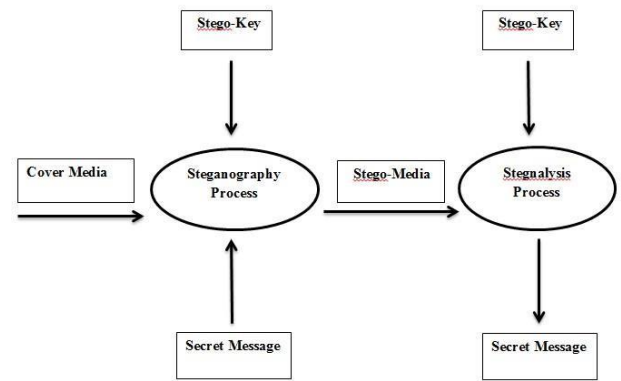 Stego-Key
Stego-Key
Cover Media
Steganography
Process
Stego-Media
Stegnalysis
Process
Secret Message
Secret Message